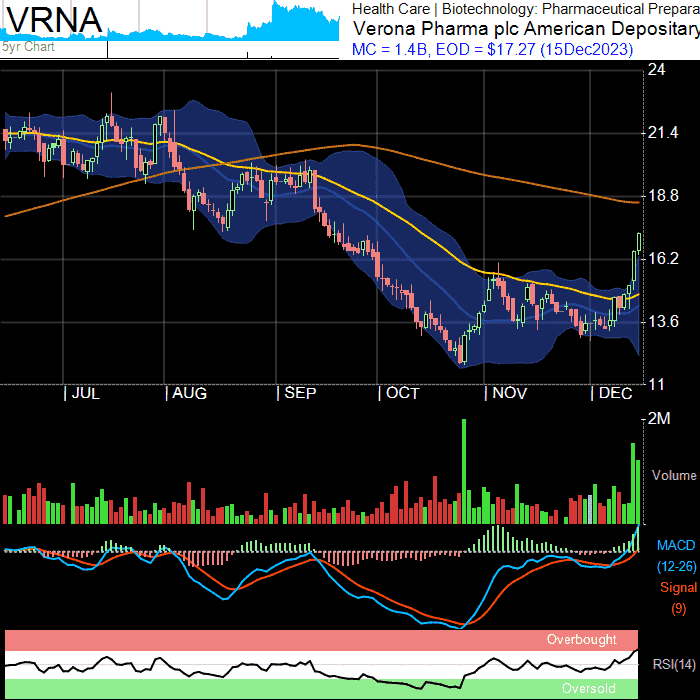 VRNA
Health Care | Biotechnology: Pharmaceutical Prepara
Verona Pharma plc American Depositary
MC = 1.4B, EOD = $17.27 (15Dec2023)
5yr Chart
24
21.4
18.8
16.2
13.6
11
| JUL | AUG | SEP | OCT | NOV | DEC
2M
Volume
MACD
(12-26)
Signal
(9)
Overbought
RSI(14)
Oversold